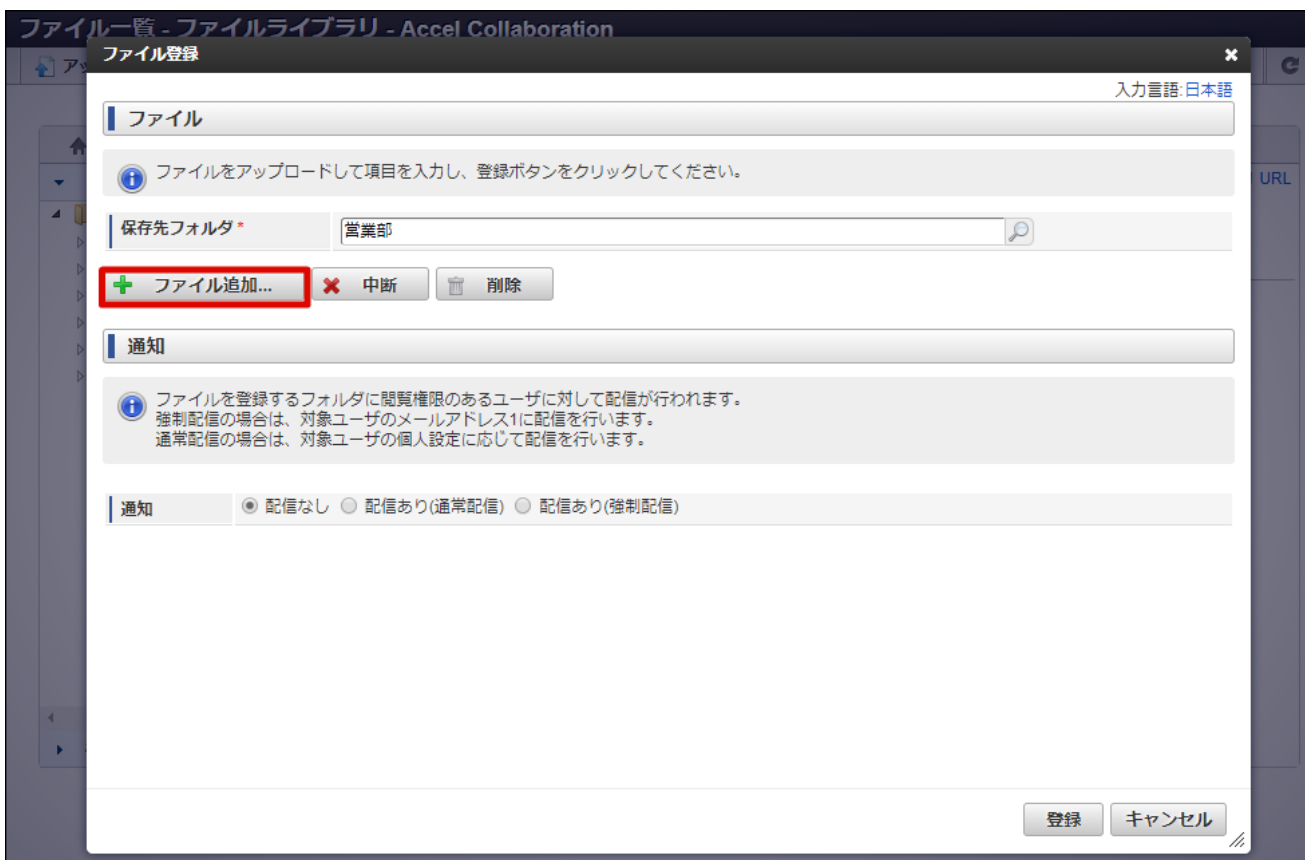 ファイル一覧 - ファイルライブラリ - Accel Collaboration
ファイル登録
入力言語:日本語
ファイル
ファイルをアップロードして項目を入力し、登録ボタンをクリックしてください。
URL
保存先フォルダ* 営業部
ファイル追加... 中断 削除
通知
ファイルを登録するフォルダに閲覧権限のあるユーザに対して配信が行われます。
強制配信の場合は、対象ユーザのメールアドレス1に配信を行います。
通常配信の場合は、対象ユーザの個人設定に応じて配信を行います。
通知 配信なし 配信あり(通常配信) 配信あり(強制配信)
登録 キャンセル